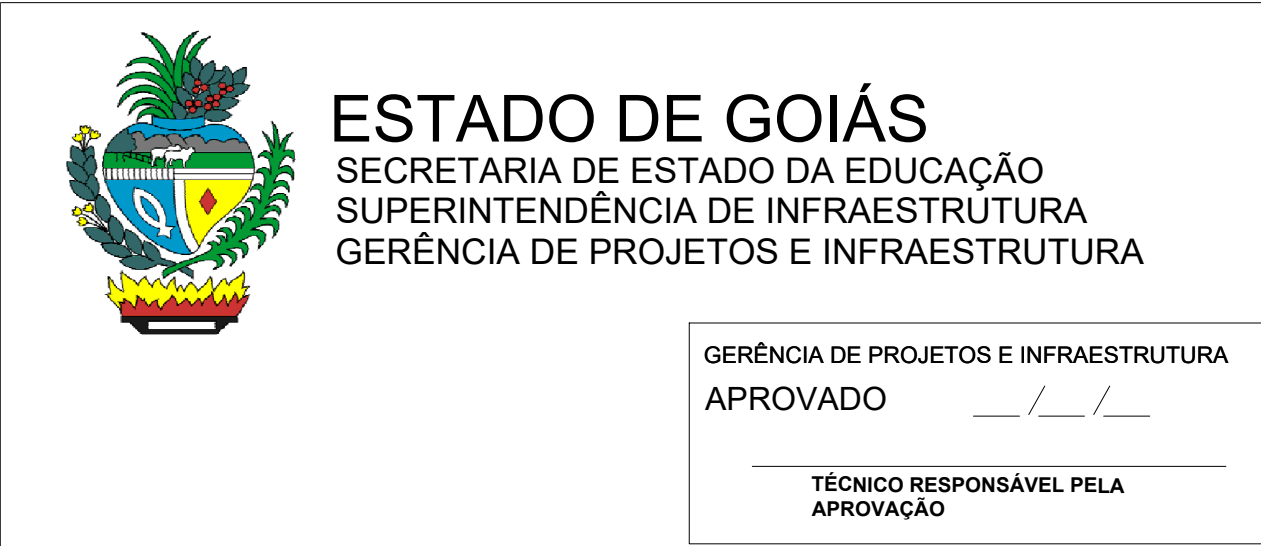 ESTADO DE GOIÁS
SECRETARIA DE ESTADO DA EDUCAÇÃO
SUPERINTENDÊNCIA DE INFRAESTRUTURA
GERÊNCIA DE PROJETOS E INFRAESTRUTURA
GERÊNCIA DE PROJETOS E INFRAESTRUTURA
APROVADO ___ /___ /___
TÉCNICO RESPONSÁVEL PELA
APROVAÇÃO